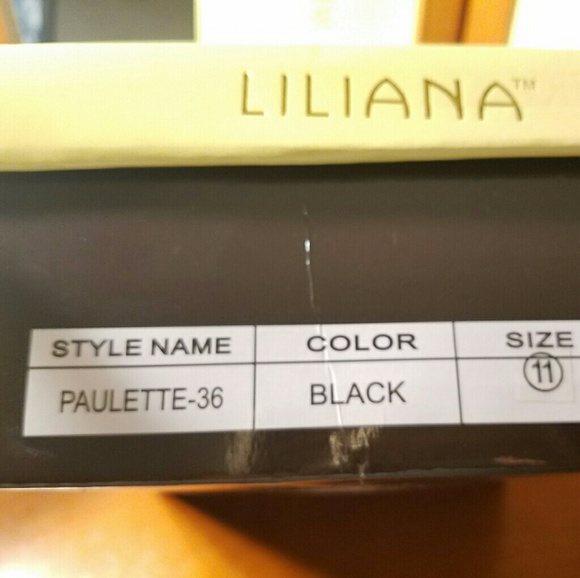 LILIANA™
STYLE NAME COLOR SIZE
PAULETTE-36 BLACK 11